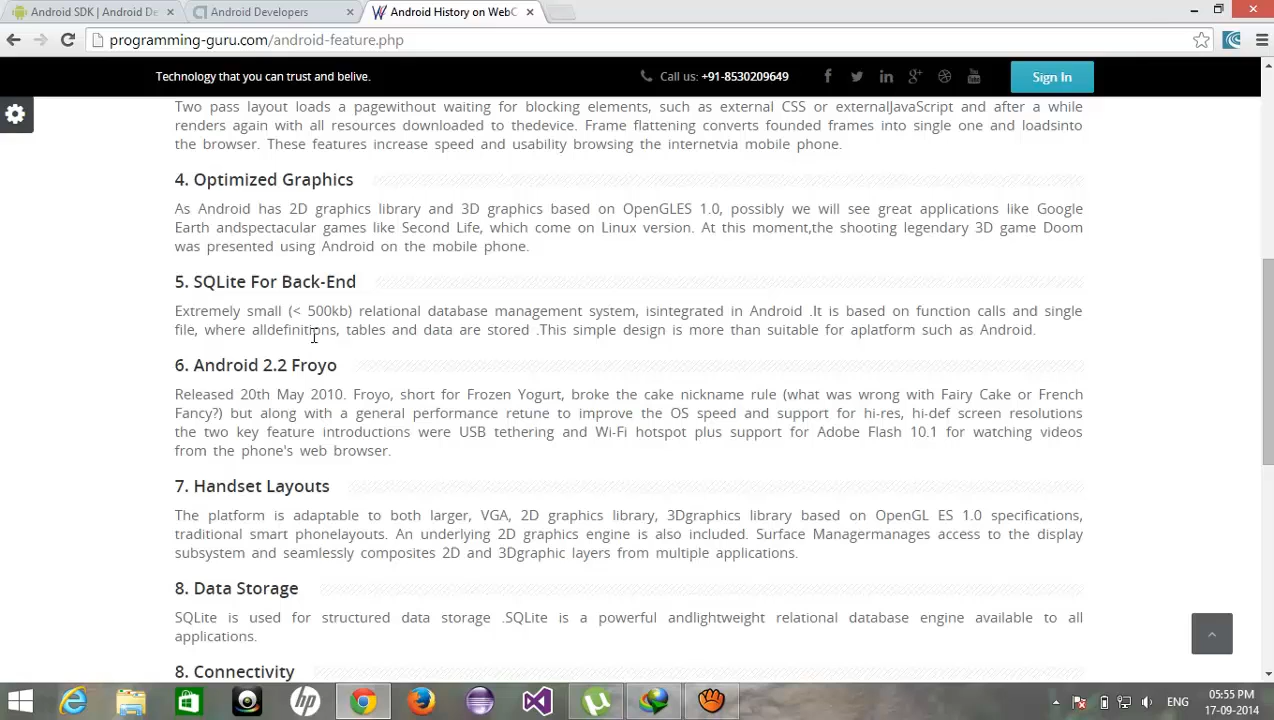 Android SDK | Android De
Android Developers
Android History on WebC
programming-guru.com/android-feature.php
Technology that you can trust and belive.
Call us: +91-8530209649
Sign In
Two pass layout loads a pagewithout waiting for blocking elements, such as external CSS or externalJavaScript and after a while
renders again with all resources downloaded to thedevice. Frame flattening converts founded frames into single one and loadsinto
the browser. These features increase speed and usability browsing the internetvia mobile phone.
4. Optimized Graphics
As Android has 2D graphics library and 3D graphics based on OpenGLES 1.0, possibly we will see great applications like Google
Earth andspectacular games like Second Life, which come on Linux version. At this moment,the shooting legendary 3D game Doom
was presented using Android on the mobile phone.
5. SQLite For Back-End
Extremely small (< 500kb) relational database management system, isintegrated in Android .It is based on function calls and single
file, where alldefinitions, tables and data are stored .This simple design is more than suitable for aplatform such as Android.
6. Android 2.2 Froyo
Released 20th May 2010. Froyo, short for Frozen Yogurt, broke the cake nickname rule (what was wrong with Fairy Cake or French
Fancy?) but along with a general performance retune to improve the OS speed and support for hi-res, hi-def screen resolutions
the two key feature introductions were USB tethering and Wi-Fi hotspot plus support for Adobe Flash 10.1 for watching videos
from the phone's web browser.
7. Handset Layouts
The platform is adaptable to both larger, VGA, 2D graphics library, 3Dgraphics library based on OpenGL ES 1.0 specifications,
traditional smart phonelayouts. An underlying 2D graphics engine is also included. Surface Managermanages access to the display
subsystem and seamlessly composites 2D and 3Dgraphic layers from multiple applications.
8. Data Storage
SQLite is used for structured data storage .SQLite is a powerful andlightweight relational database engine available to all
applications.
8. Connectivity
ENG
05:55 PM
17-09-2014